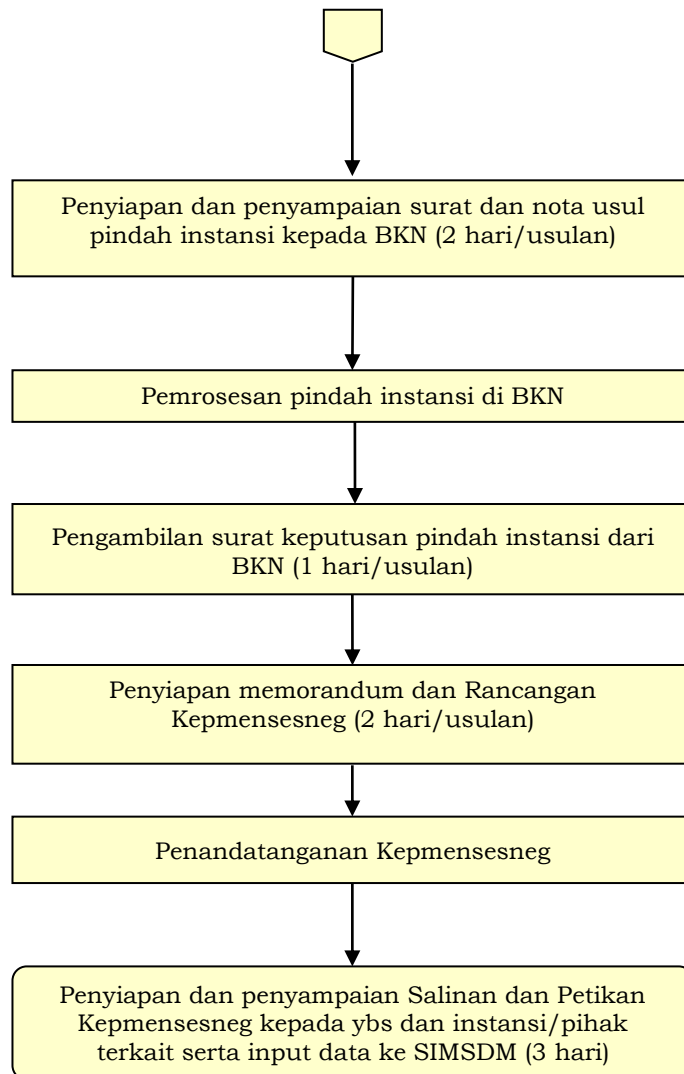 Penyiapan dan penyampaian surat dan nota usul
pindah instansi kepada BKN (2 hari/usulan)
Pemrosesan pindah instansi di BKN
Pengambilan surat keputusan pindah instansi dari
BKN (1 hari/usulan)
Penyiapan memorandum dan Rancangan
Kepmensesneg (2 hari/usulan)
Penandatanganan Kepmensesneg
Penyiapan dan penyampaian Salinan dan Petikan
Kepmensesneg kepada ybs dan instansi/pihak
terkait serta input data ke SIMSDM (3 hari)